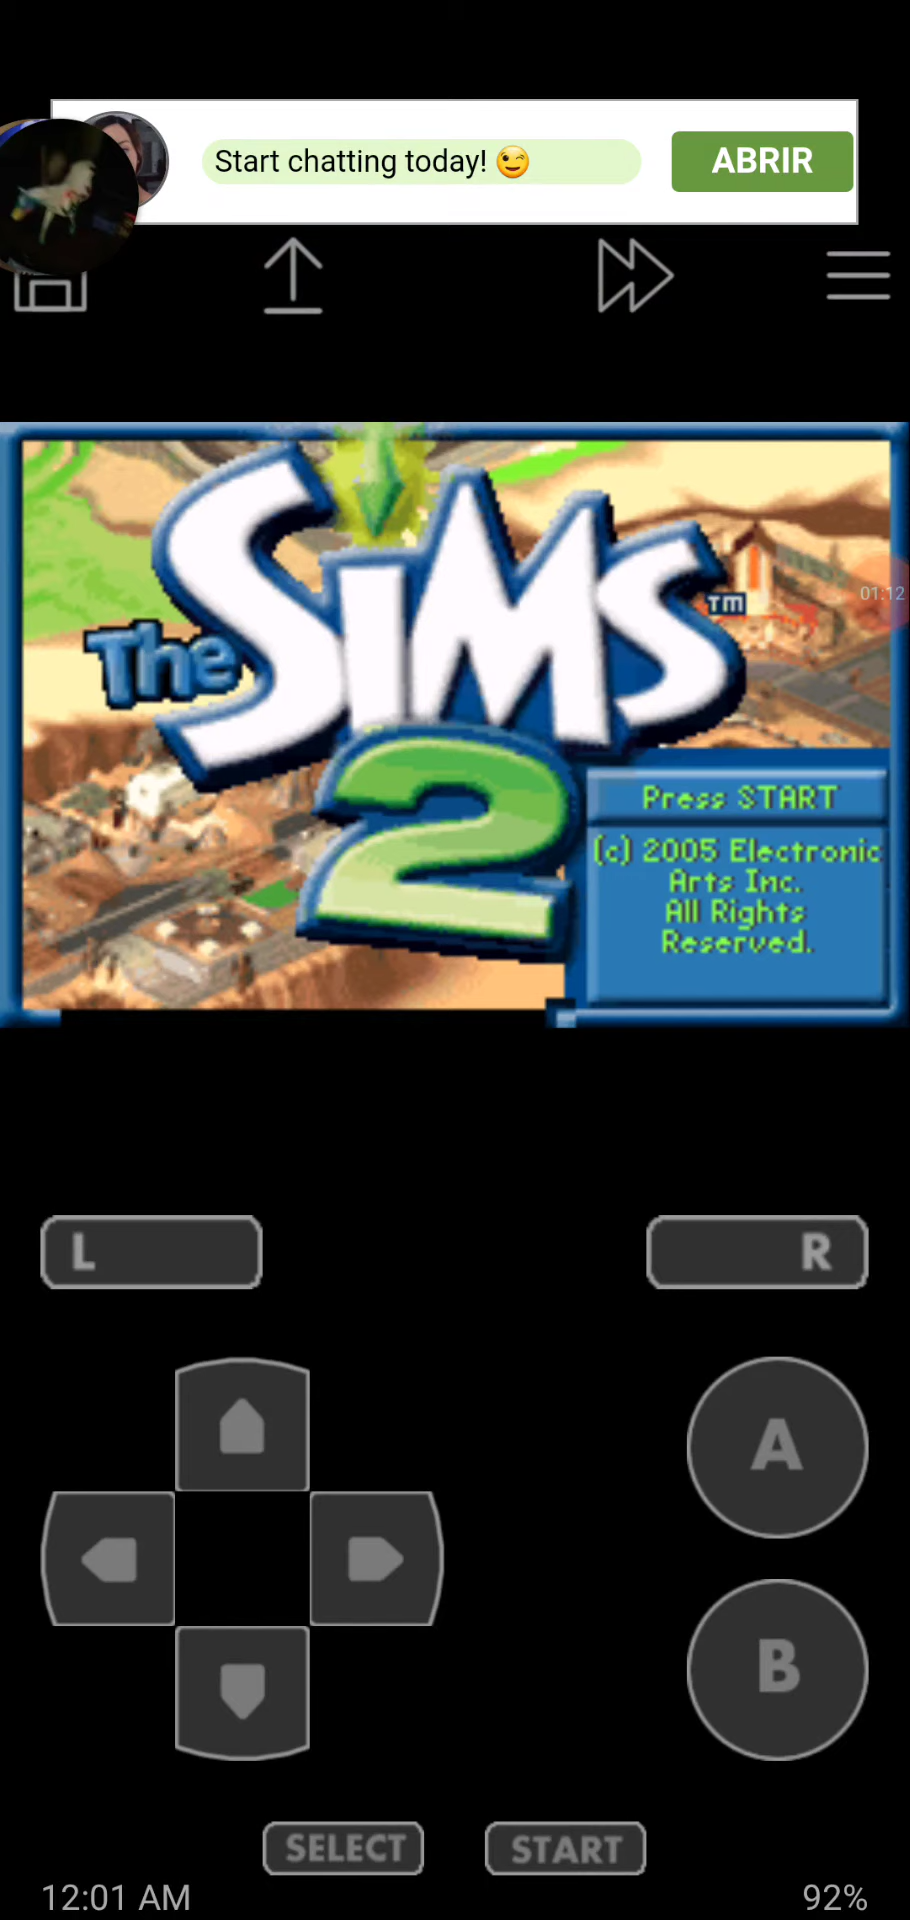 Start chatting today! 😉
ABRIR
The SIMS TM
01:12
2
Press START
(c) 2005 Electronic
Arts Inc.
All Rights
Reserved.
L
R
A
B
SELECT
START
12:01 AM
92%